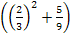 ((2/3)² + 5/9)